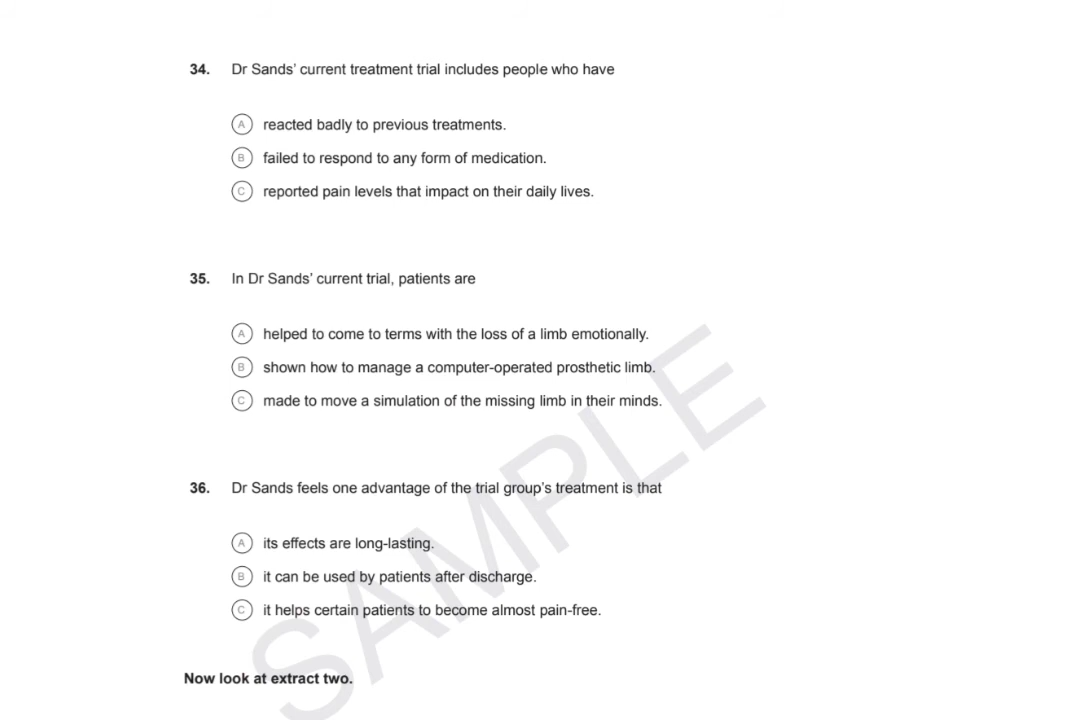 34. Dr Sands' current treatment trial includes people who have
A reacted badly to previous treatments.
B failed to respond to any form of medication.
C reported pain levels that impact on their daily lives.
35. In Dr Sands' current trial, patients are
A helped to come to terms with the loss of a limb emotionally.
B shown how to manage a computer-operated prosthetic limb.
C made to move a simulation of the missing limb in their minds.
36. Dr Sands feels one advantage of the trial group's treatment is that
A its effects are long-lasting.
B it can be used by patients after discharge.
C it helps certain patients to become almost pain-free.
Now look at extract two.
SAMPLE